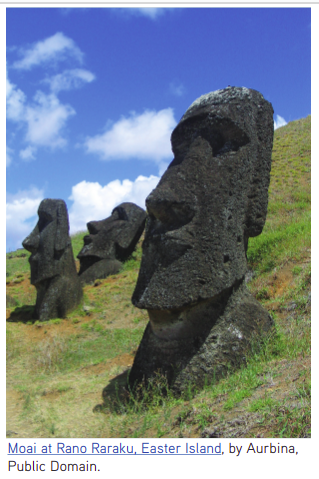 Moai at Rano Raraku, Easter Island, by Aurbina,
Public Domain.